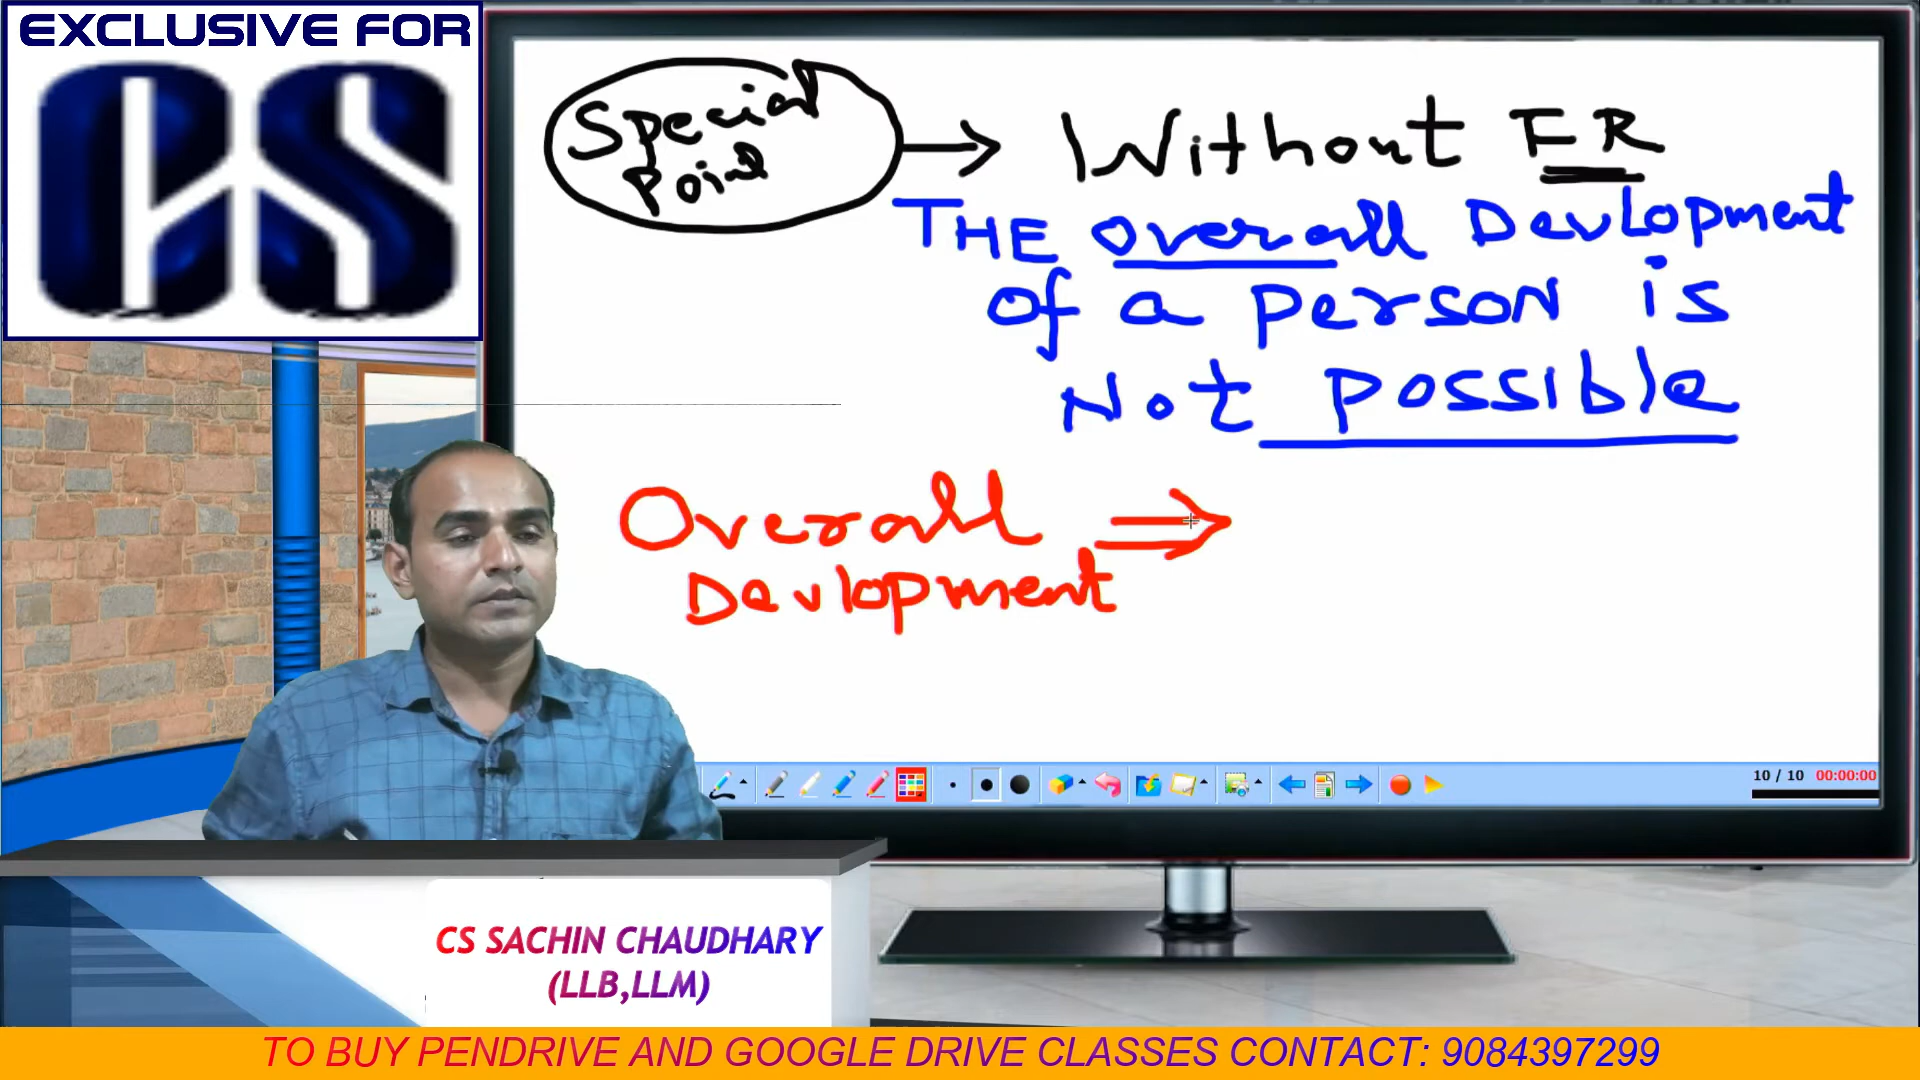 EXCLUSIVE FOR
CS
Special
Point
→ Without FR
THE overall Devlopment
of a person is
Not possible
Overall ⇒
Devlopment
10 / 10 00:00:00
CS SACHIN CHAUDHARY
(LLB,LLM)
TO BUY PENDRIVE AND GOOGLE DRIVE CLASSES CONTACT: 9084397299